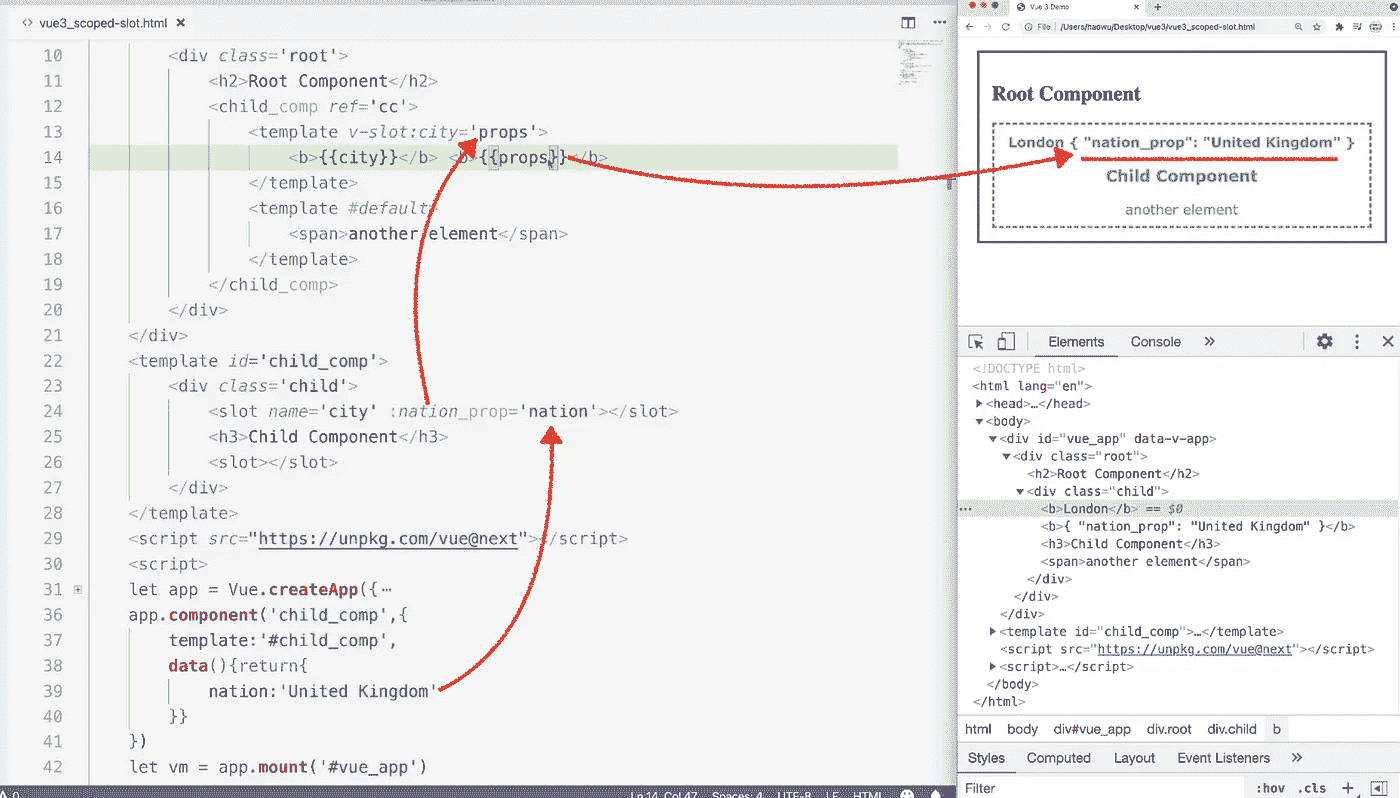 vue3_scoped-slot.html
10 <div class='root'>
11 <h2>Root Component</h2>
12 <child_comp ref='cc'>
13 <template v-slot:city='props'>
14 <b>{{city}}</b> <b>{{props}}</b>
15 </template>
16 <template #default>
17 <span>another element</span>
18 </template>
19 </child_comp>
20 </div>
21 </div>
22 <template id='child_comp'>
23 <div class='child'>
24 <slot name='city' :nation_prop='nation'></slot>
25 <h3>Child Component</h3>
26 <slot></slot>
27 </div>
28 </template>
29 <script src="https://unpkg.com/vue@next"></script>
30 <script>
31 let app = Vue.createApp({⋯
36 app.component('child_comp',{
37 template:'#child_comp',
38 data(){return{
39 nation:'United Kingdom'
40 }}
41 })
42 let vm = app.mount('#vue_app')
0 Ln 14, Col 47 Spaces: 4 UTF-8 LF HTML
Vue 3 Demo
File /Users/haowu/Desktop/vue3/vue3_scoped-slot.html
Root Component
London { "nation_prop": "United Kingdom" }
Child Component
another element
Elements Console »
<!DOCTYPE html>
<html lang="en">
<head>…</head>
<body>
<div id="vue_app" data-v-app>
<div class="root">
<h2>Root Component</h2>
<div class="child">
<b>London</b> == $0
<b>{ "nation_prop": "United Kingdom" }</b>
<h3>Child Component</h3>
<span>another element</span>
</div>
</div>
</div>
<template id="child_comp">…</template>
<script src="https://unpkg.com/vue@next"></script>
<script>…</script>
</body>
</html>
html body div#vue_app div.root div.child b
Styles Computed Layout Event Listeners »
Filter :hov .cls +